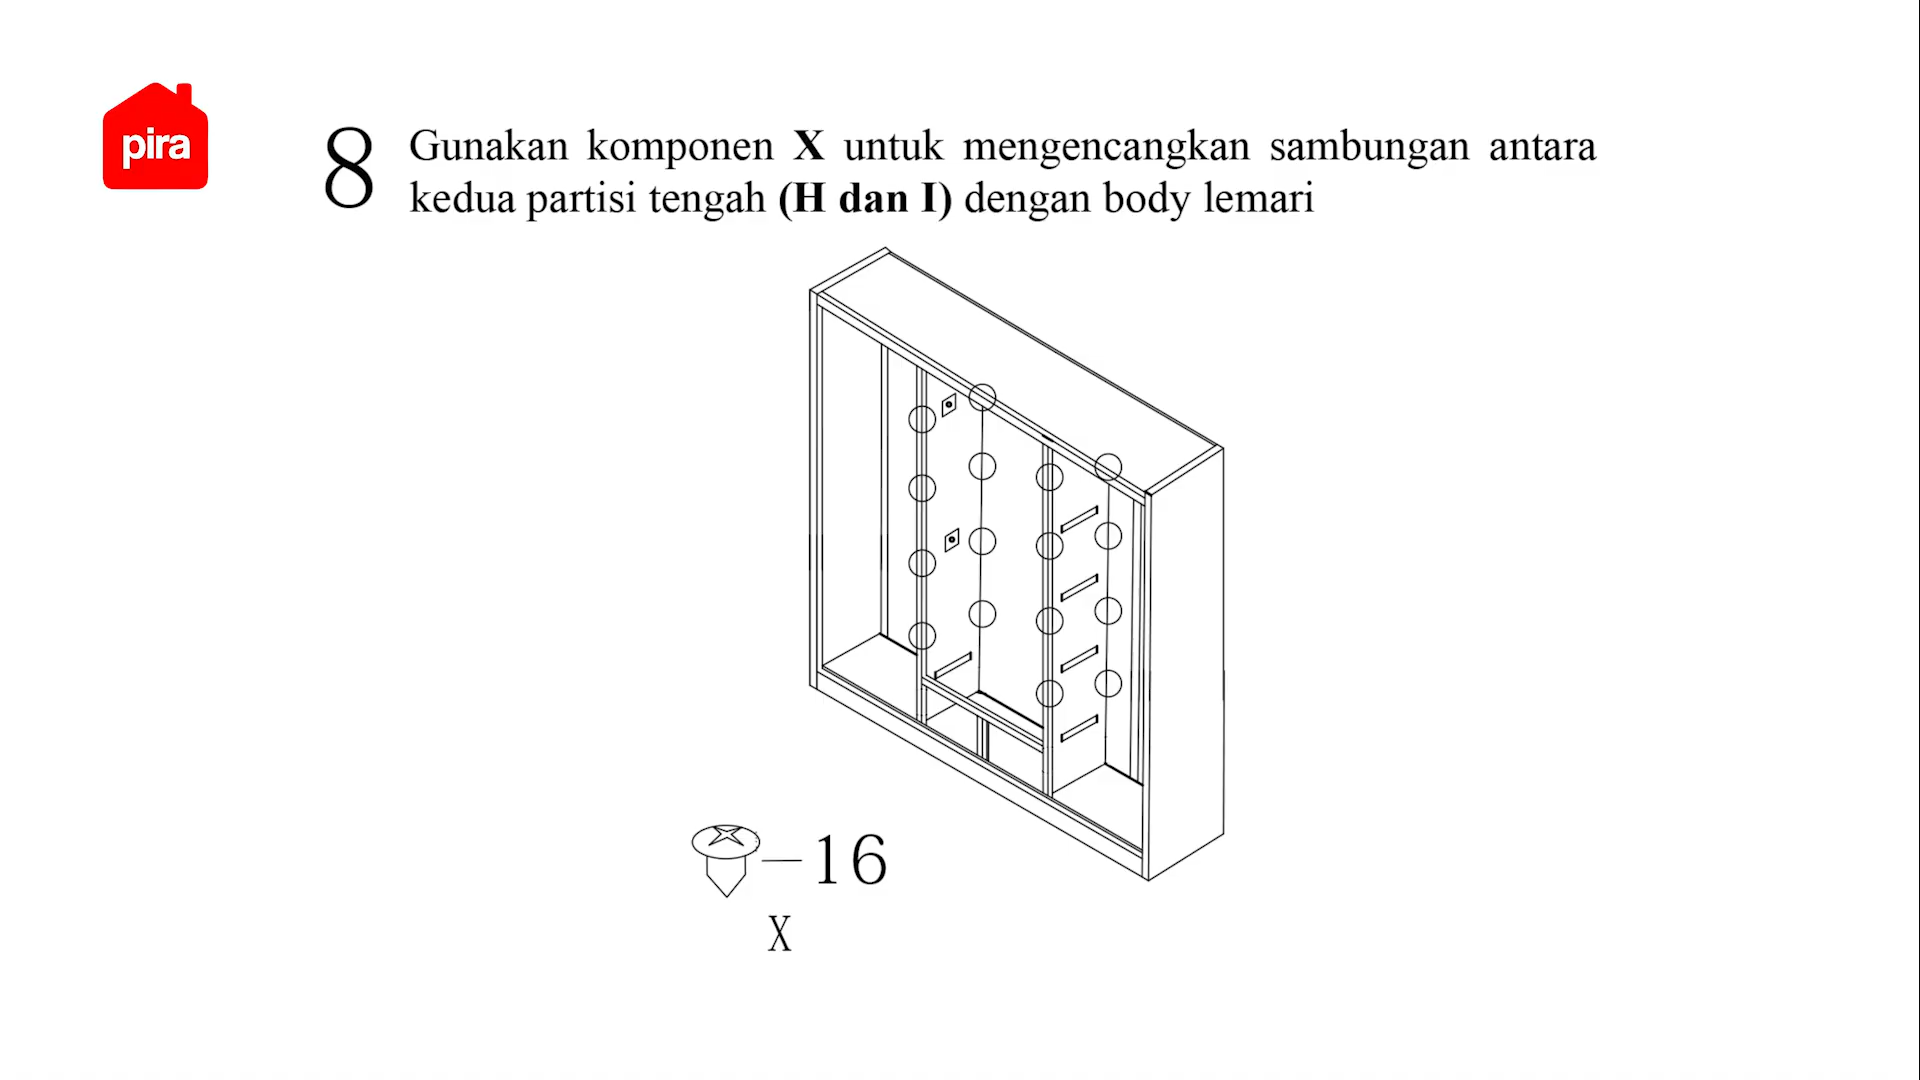 pira
8 Gunakan komponen X untuk mengencangkan sambungan antara
kedua partisi tengah (H dan I) dengan body lemari
—16
X